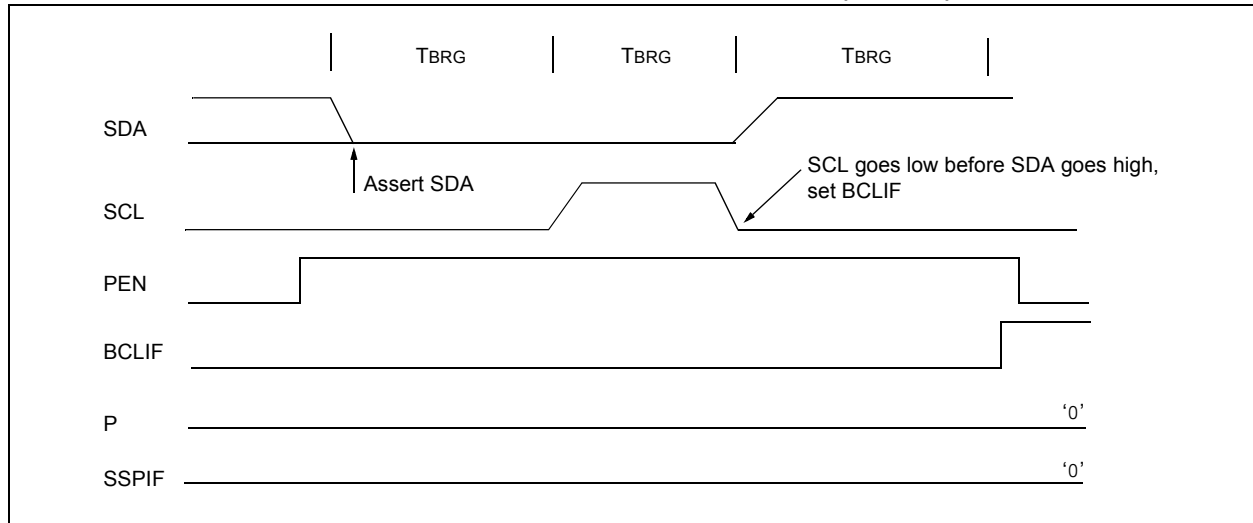 TBRG TBRG TBRG
SDA
Assert SDA
SCL goes low before SDA goes high,
set BCLIF
SCL
PEN
BCLIF
P
‘0’
SSPIF
‘0’